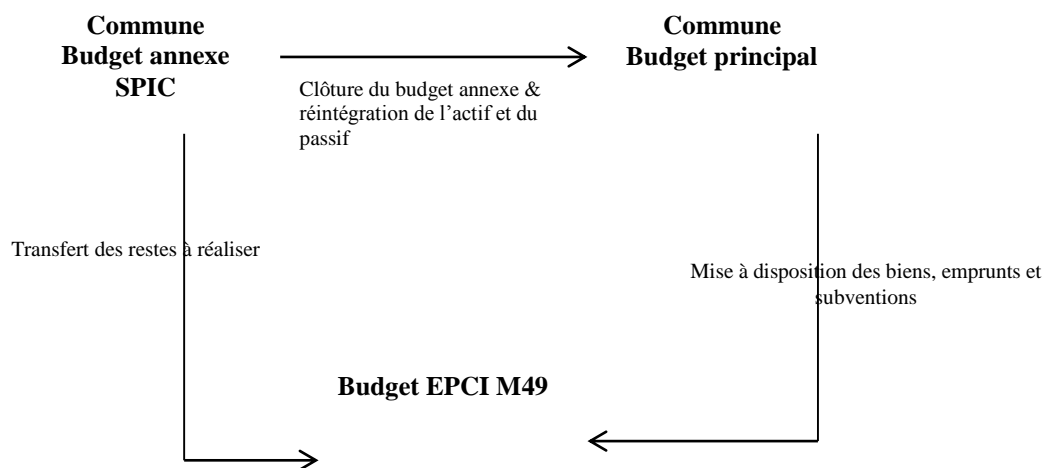 Commune
Budget annexe
SPIC
Commune
Budget principal
Clôture du budget annexe &
réintégration de l'actif et du
passif
Transfert des restes à réaliser
Mise à disposition des biens, emprunts et
subventions
Budget EPCI M49